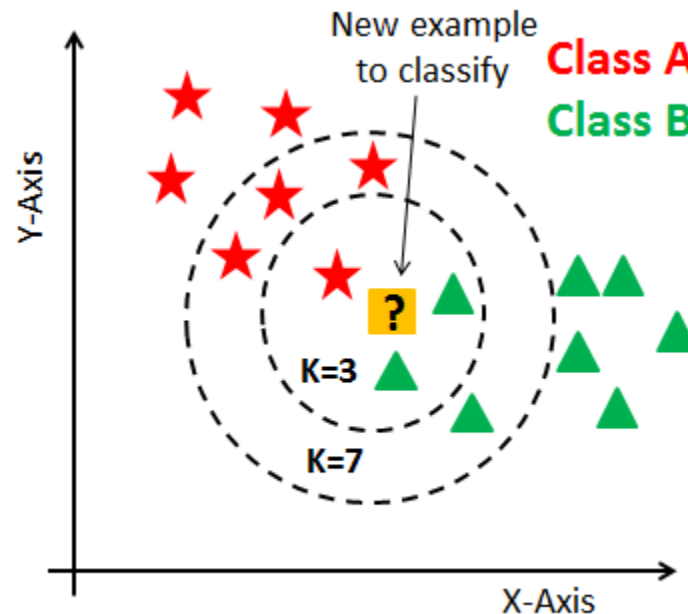 New example
to classify
Class A
Class B
Y-Axis
?
K=3
K=7
X-Axis